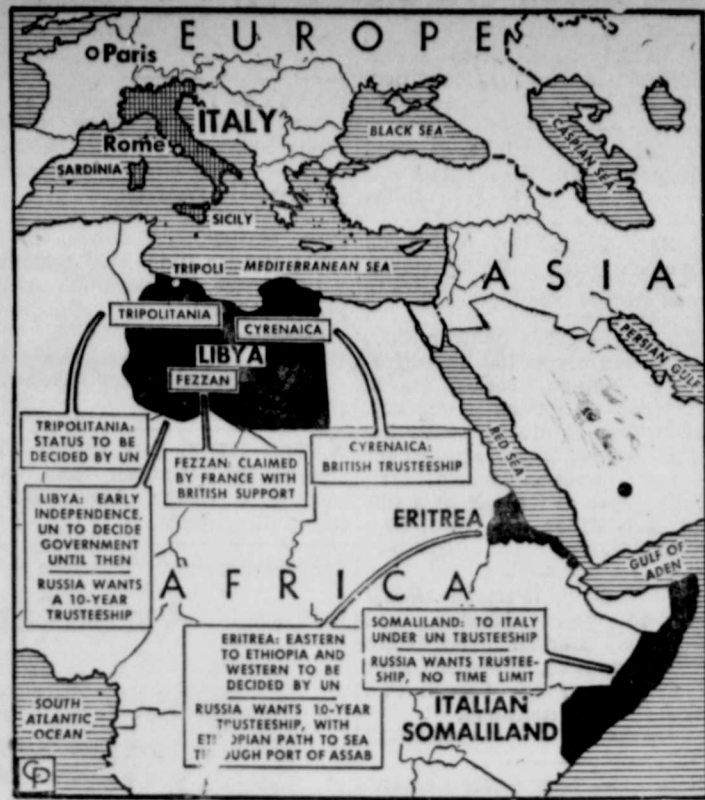 EUROPE
Paris
ITALY
Rome
SARDINIA
SICILY
BLACK SEA
CASPIAN SEA
TRIPOLI
MEDITERRANEAN SEA
ASIA
TRIPOLITANIA
CYRENAICA
LIBYA
FEZZAN
PERSIAN GULF
RED SEA
TRIPOLITANIA:
STATUS TO BE
DECIDED BY UN
FEZZAN: CLAIMED
BY FRANCE WITH
BRITISH SUPPORT
CYRENAICA:
BRITISH TRUSTEESHIP
LIBYA: EARLY
INDEPENDENCE.
UN TO DECIDE
GOVERNMENT
UNTIL THEN
RUSSIA WANTS
A 10-YEAR
TRUSTEESHIP
ERITREA
GULF OF
ADEN
AFRICA
ERITREA: EASTERN
TO ETHIOPIA AND
WESTERN TO BE
DECIDED BY UN
RUSSIA WANTS 10-YEAR
TRUSTEESHIP, WITH
ETHIOPIAN PATH TO SEA
THROUGH PORT OF ASSAB
SOMALILAND: TO ITALY
UNDER UN TRUSTEESHIP
RUSSIA WANTS TRUSTEE-
SHIP, NO TIME LIMIT
SOUTH
ATLANTIC
OCEAN
ITALIAN
SOMALILAND
CP